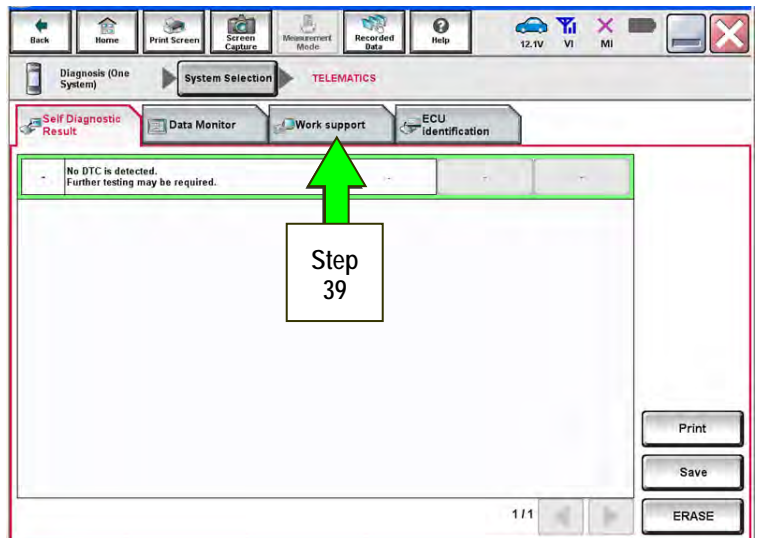 Back
Home
Print Screen
Screen
Capture
Measurement
Mode
Recorded
Data
Help
12.1V
VI
MI
Diagnosis (One
System)
System Selection
TELEMATICS
Self Diagnostic
Result
Data Monitor
Work support
ECU
identification
-
No DTC is detected.
Further testing may be required.
-
-
-
Step
39
Print
Save
1/1
ERASE